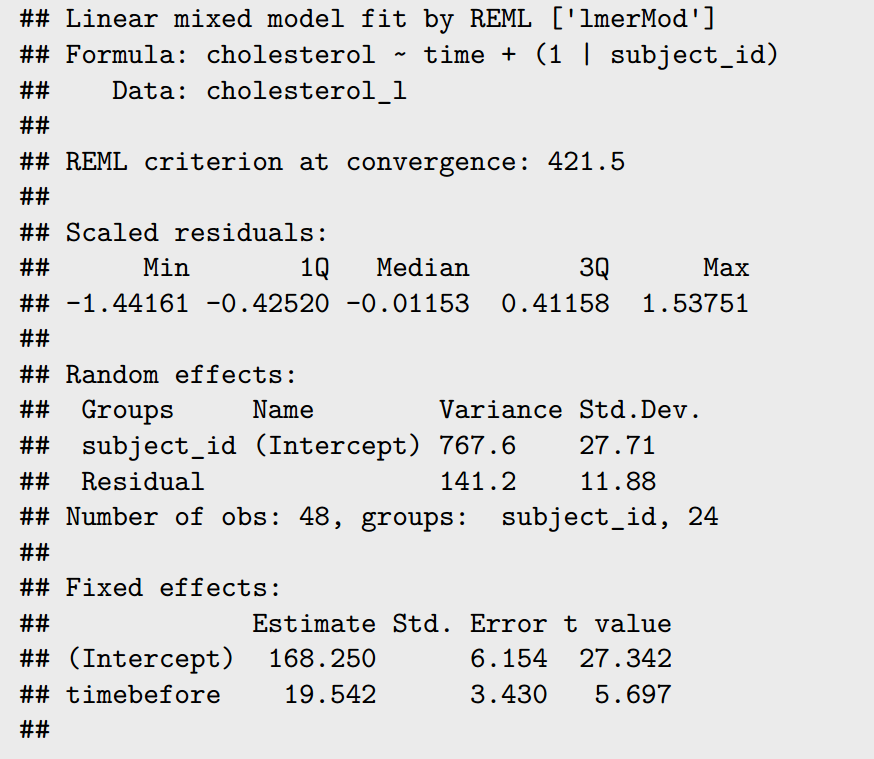 ## Linear mixed model fit by REML ['lmerMod']
## Formula: cholesterol ~ time + (1 | subject_id)
##    Data: cholesterol_l
##
## REML criterion at convergence: 421.5
##
## Scaled residuals:
##      Min       1Q   Median       3Q      Max
## -1.44161 -0.42520 -0.01153  0.41158  1.53751
##
## Random effects:
##  Groups     Name        Variance Std.Dev.
##  subject_id (Intercept) 767.6    27.71
##  Residual               141.2    11.88
## Number of obs: 48, groups:  subject_id, 24
##
## Fixed effects:
##             Estimate Std. Error t value
## (Intercept)  168.250      6.154  27.342
## timebefore    19.542      3.430   5.697
##